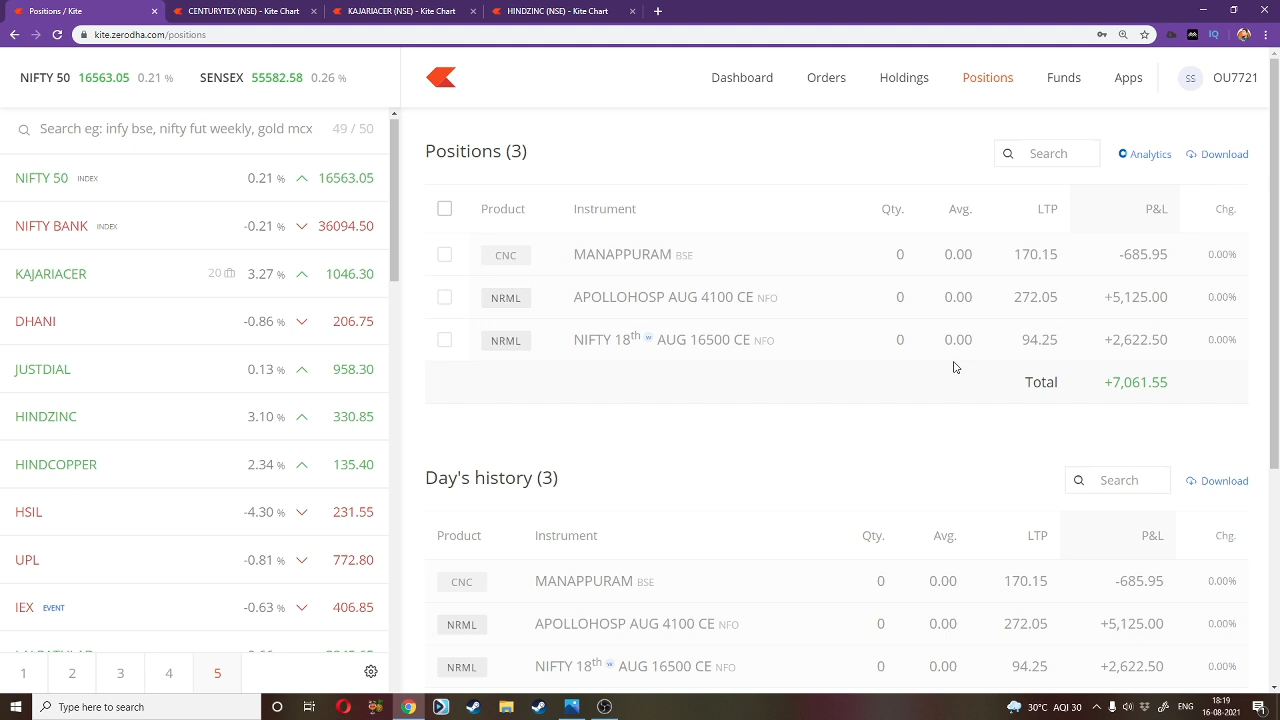 Positions / Kite
CENTURYTEX (NSE) - Kite Chart
KAJARIACER (NSE) - Kite Chart
HINDZINC (NSE) - Kite Chart
kite.zerodha.com/positions
IQ
NIFTY 50 16563.05 0.21 % SENSEX 55582.58 0.26 %
Dashboard Orders Holdings Positions Funds Apps SS OU7721
Search eg: infy bse, nifty fut weekly, gold mcx 49 / 50
NIFTY 50 INDEX 0.21 % 16563.05
NIFTY BANK INDEX -0.21 % 36094.50
KAJARIACER 20 3.27 % 1046.30
DHANI -0.86 % 206.75
JUSTDIAL 0.13 % 958.30
HINDZINC 3.10 % 330.85
HINDCOPPER 2.34 % 135.40
HSIL -4.30 % 231.55
UPL -0.81 % 772.80
IEX EVENT -0.63 % 406.85
1 2 3 4 5
Positions (3) Search Analytics Download
Product Instrument Qty. Avg. LTP P&L Chg.
CNC MANAPPURAM BSE 0 0.00 170.15 -685.95 0.00%
NRML APOLLOHOSP AUG 4100 CE NFO 0 0.00 272.05 +5,125.00 0.00%
NRML NIFTY 18th w AUG 16500 CE NFO 0 0.00 94.25 +2,622.50 0.00%
Total +7,061.55
Day's history (3) Search Download
Product Instrument Qty. Avg. LTP P&L Chg.
CNC MANAPPURAM BSE 0 0.00 170.15 -685.95 0.00%
NRML APOLLOHOSP AUG 4100 CE NFO 0 0.00 272.05 +5,125.00 0.00%
NRML NIFTY 18th w AUG 16500 CE NFO 0 0.00 94.25 +2,622.50 0.00%
Type here to search
30°C AQI 30
ENG
18:19
16-08-2021